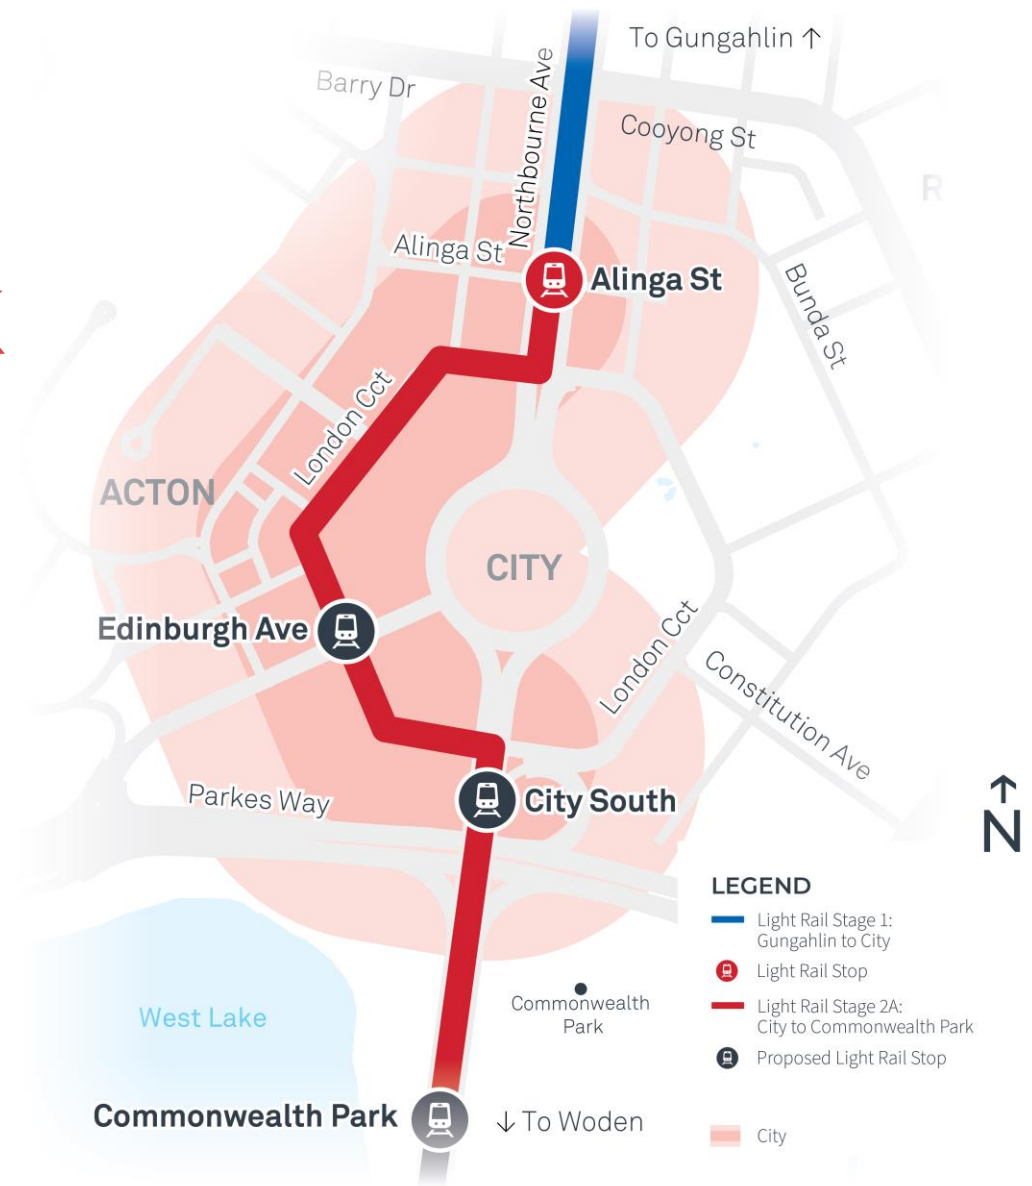 To Gungahlin ↑
Northbourne Ave
Barry Dr
Cooyong St
R
Alinga St
Alinga St
Bunda St
London Cct
ACTON
CITY
Edinburgh Ave
London Cct
Constitution Ave
Parkes Way
City South
↑
N
LEGEND
Light Rail Stage 1:
Gungahlin to City
Light Rail Stop
Light Rail Stage 2A:
City to Commonwealth Park
Proposed Light Rail Stop
City
Commonwealth
Park
West Lake
Commonwealth Park
↓ To Woden